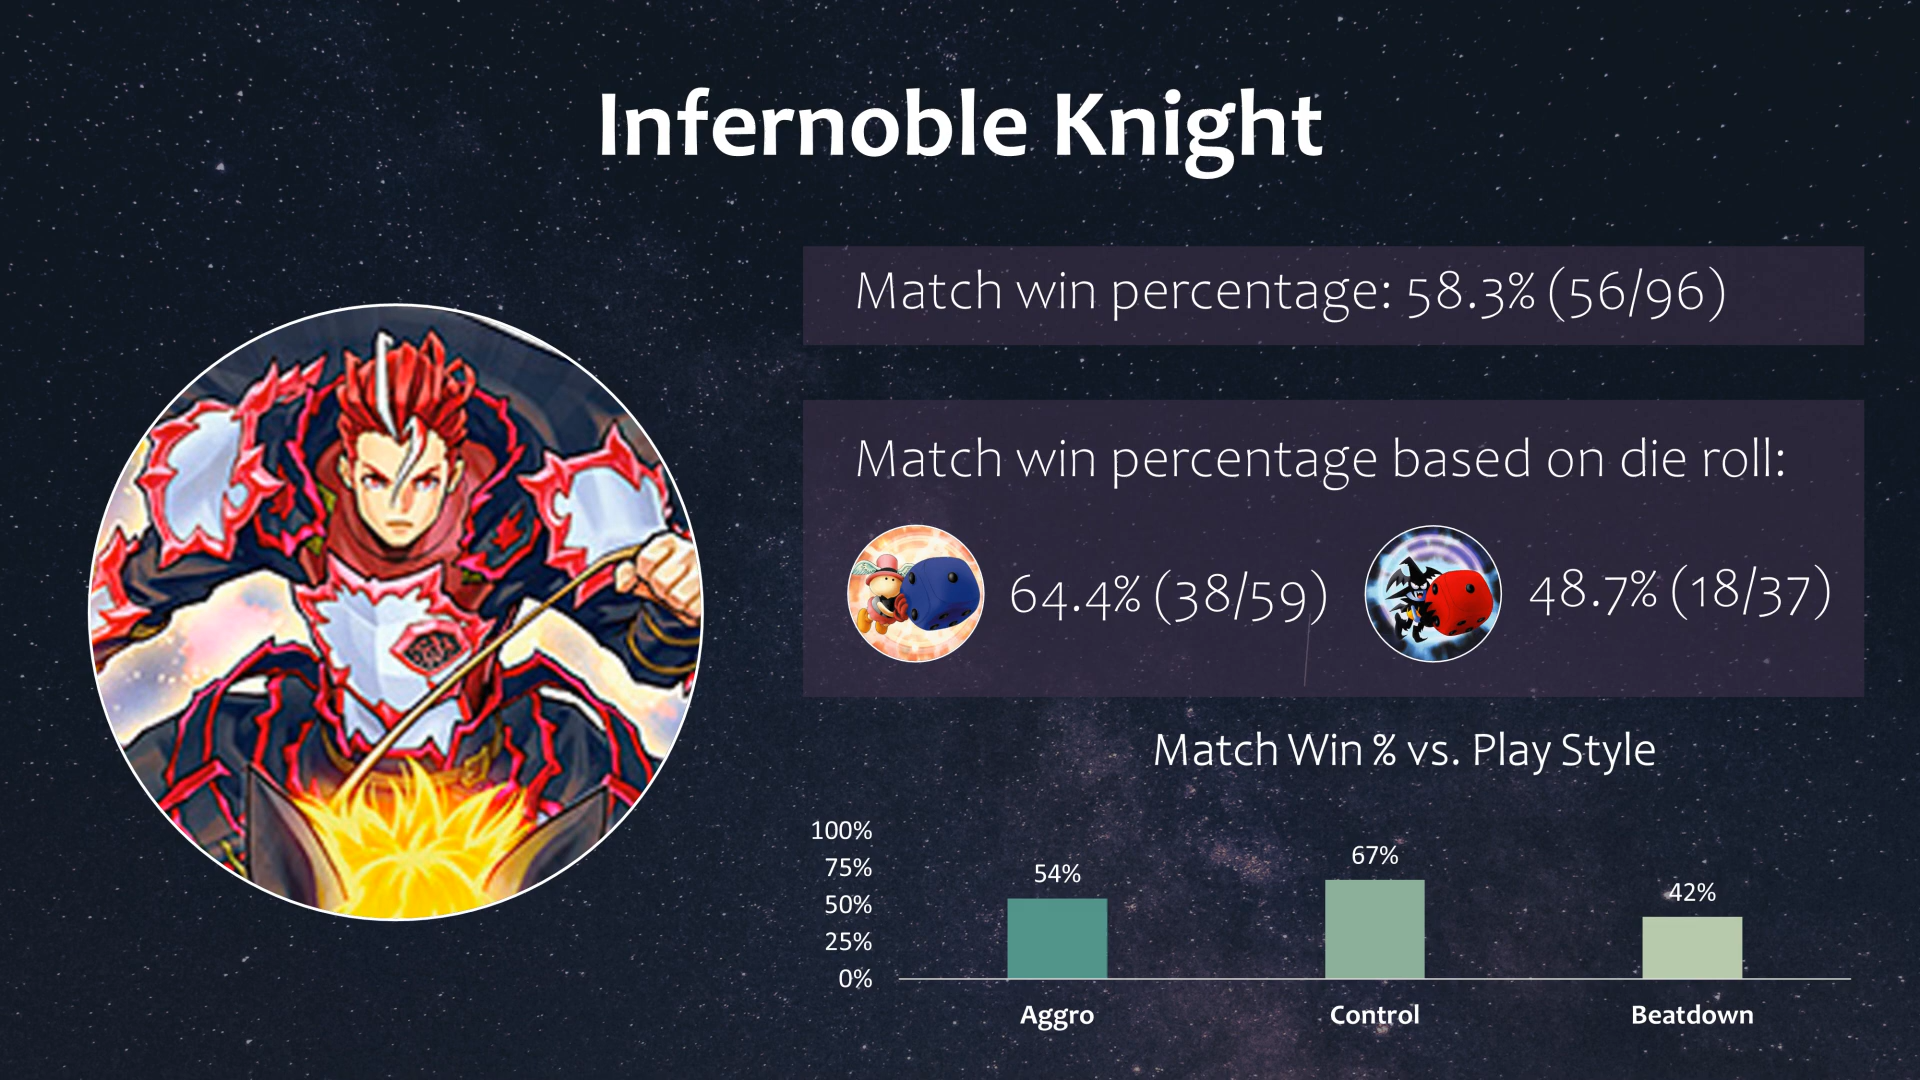 Infernoble Knight
Match win percentage: 58.3% (56/96)
Match win percentage based on die roll:
64.4% (38/59)
48.7% (18/37)
Match Win % vs. Play Style
100%
75%
50%
25%
0%
54%
67%
42%
Aggro
Control
Beatdown